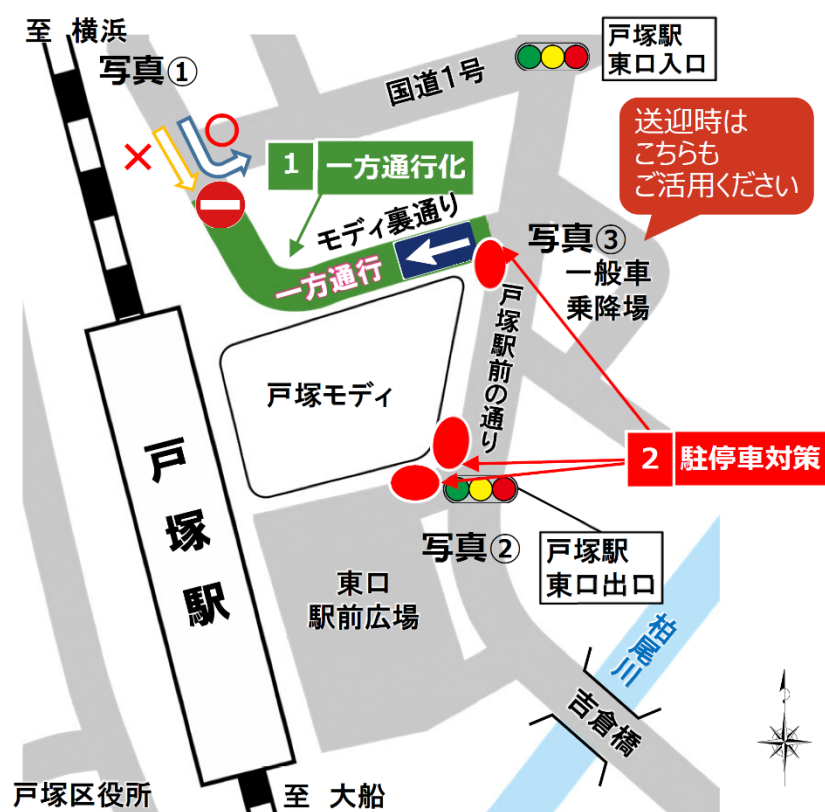 至 横浜
写真①
国道1号
戸塚駅
東口入口
送迎時は
こちらも
ご活用ください
1 一方通行化
モディ裏通り
一方通行
写真③
一般車
乗降場
戸塚駅前の通り
戸塚モディ
2 駐停車対策
戸塚駅
写真②
戸塚駅
東口出口
東口
駅前広場
柏尾川
吉倉橋
戸塚区役所
至 大船